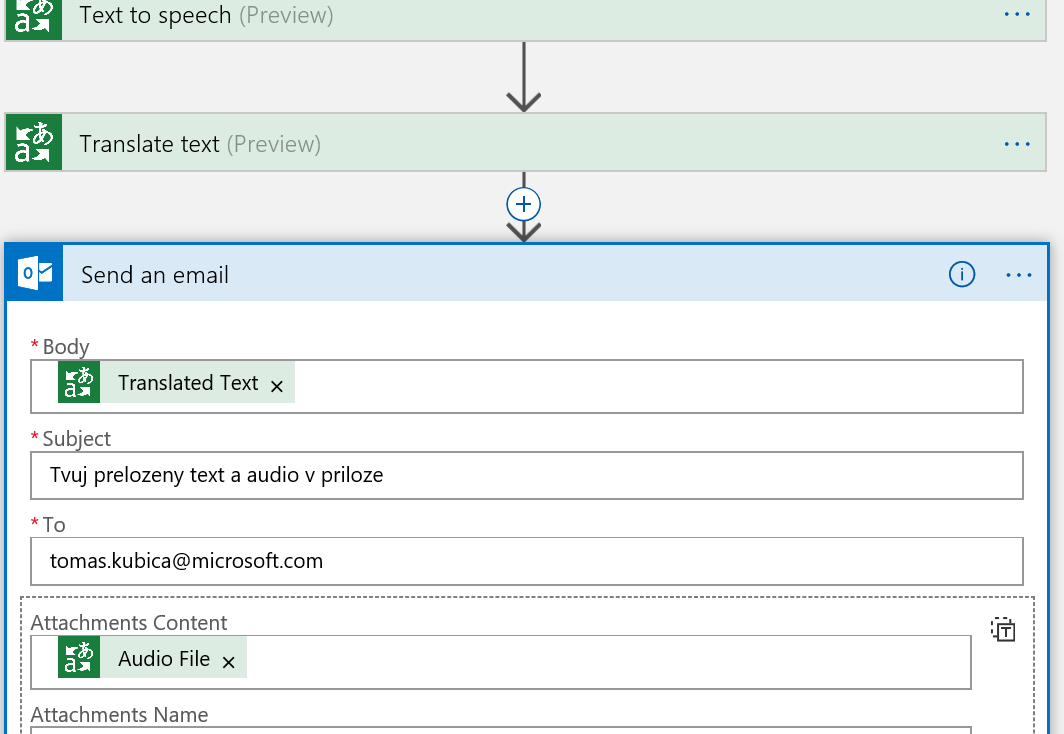 Text to speech (Preview)
Translate text (Preview)
Send an email
* Body
Translated Text ×
* Subject
Tvuj prelozeny text a audio v priloze
* To
tomas.kubica@microsoft.com
Attachments Content
Audio File ×
Attachments Name